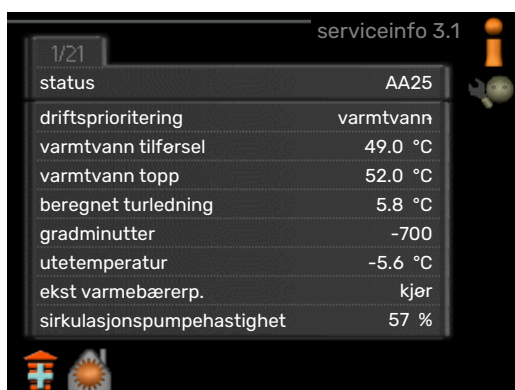 serviceinfo 3.1
1/21
status AA25
driftsprioritering varmtvann
varmtvann tilførsel 49.0 °C
varmtvann topp 52.0 °C
beregnet turledning 5.8 °C
gradminutter -700
utetemperatur -5.6 °C
ekst varmebærerp. kjør
sirkulasjonspumpehastighet 57 %